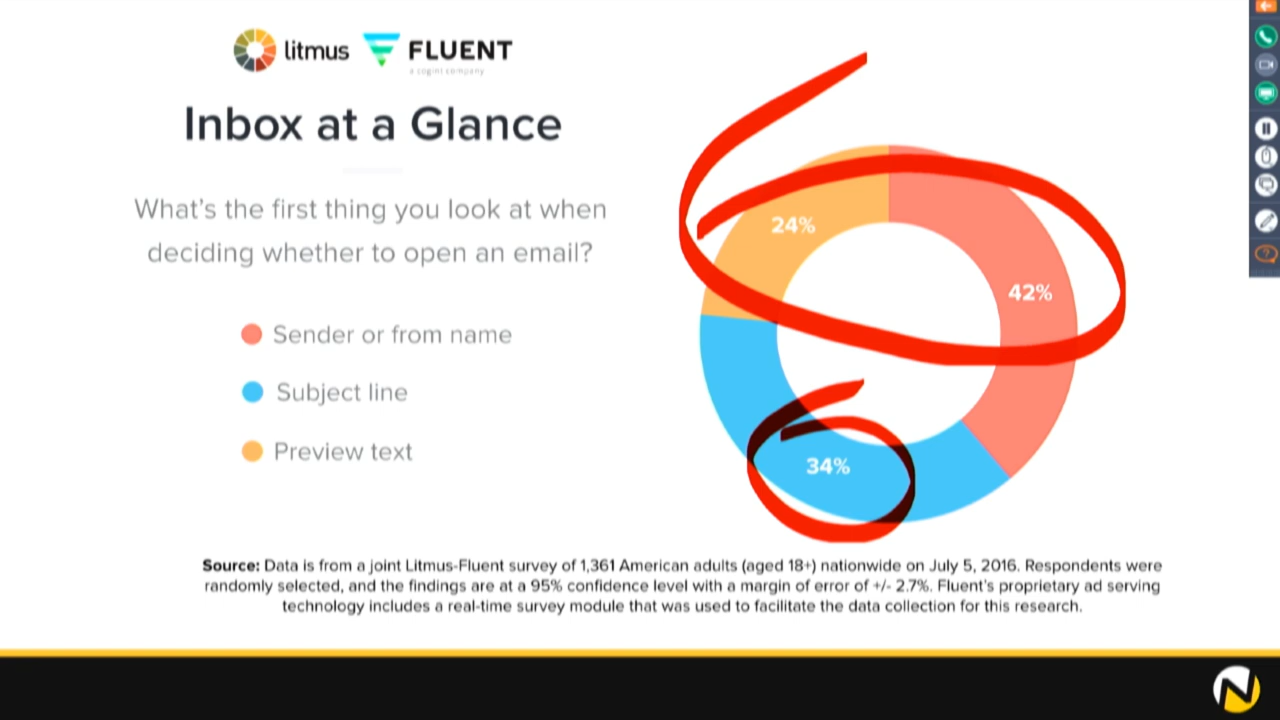 litmus FLUENT
a cogint company
Inbox at a Glance
What's the first thing you look at when
deciding whether to open an email?
Sender or from name
Subject line
Preview text
24%
42%
34%
Source: Data is from a joint Litmus-Fluent survey of 1,361 American adults (aged 18+) nationwide on July 5, 2016. Respondents were
randomly selected, and the findings are at a 95% confidence level with a margin of error of +/- 2.7%. Fluent's proprietary ad serving
technology includes a real-time survey module that was used to facilitate the data collection for this research.
N